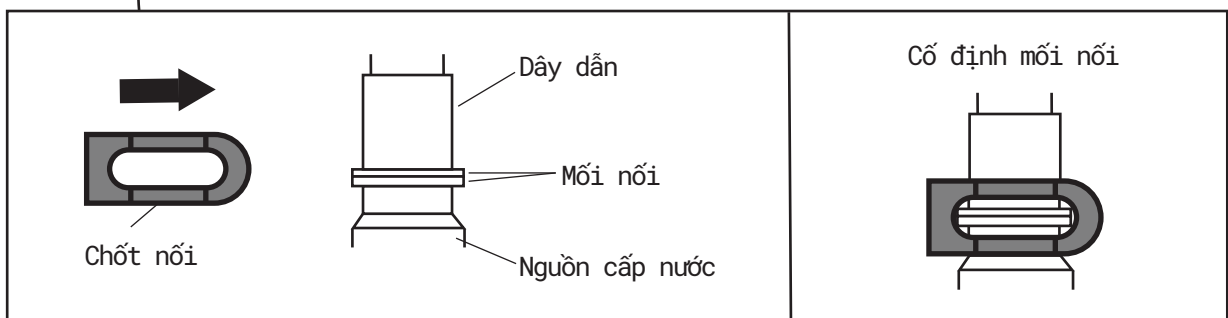 Dây dẫn
Mối nối
Chốt nối
Nguồn cấp nước
Cố định mối nối